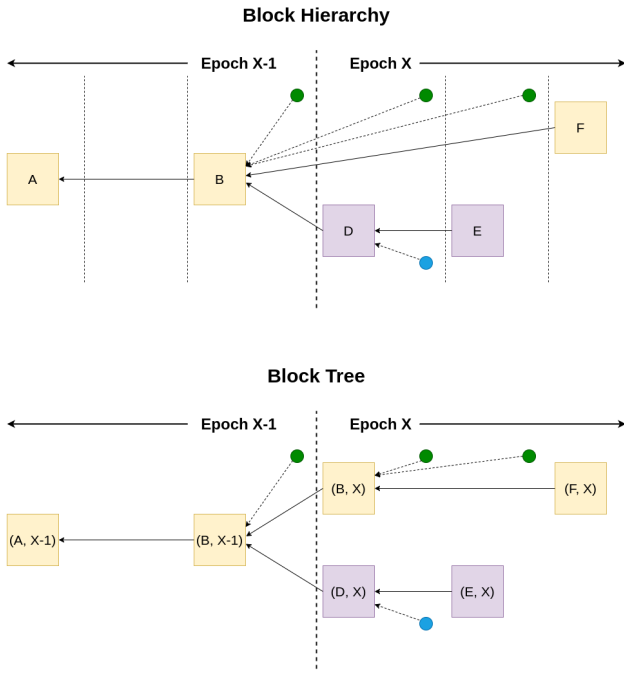 Block Hierarchy
Epoch X-1
Epoch X
F
A
B
D
E
Block Tree
Epoch X-1
Epoch X
(B, X)
(F, X)
(A, X-1)
(B, X-1)
(D, X)
(E, X)